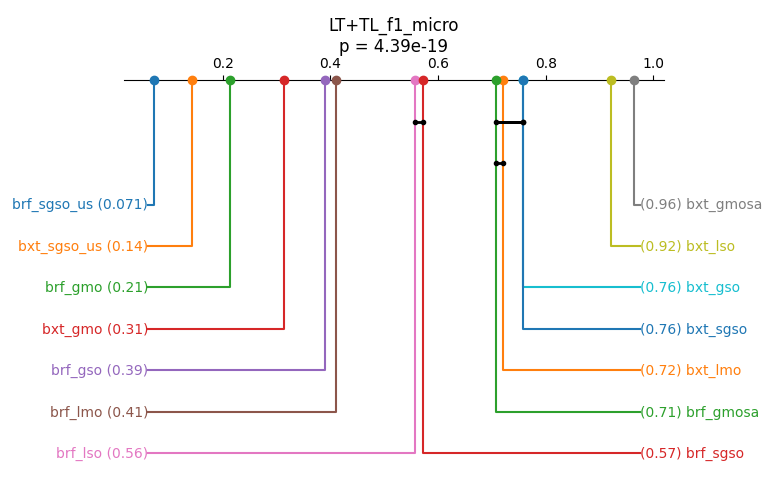 LT+TL_f1_micro
p = 4.39e-19
0.2 0.4 0.6 0.8 1.0
brf_sgso_us (0.071) (0.96) bxt_gmosa
bxt_sgso_us (0.14) (0.92) bxt_lso
brf_gmo (0.21) (0.76) bxt_gso
bxt_gmo (0.31) (0.76) bxt_sgso
brf_gso (0.39) (0.72) bxt_lmo
brf_lmo (0.41) (0.71) brf_gmosa
brf_lso (0.56) (0.57) brf_sgso